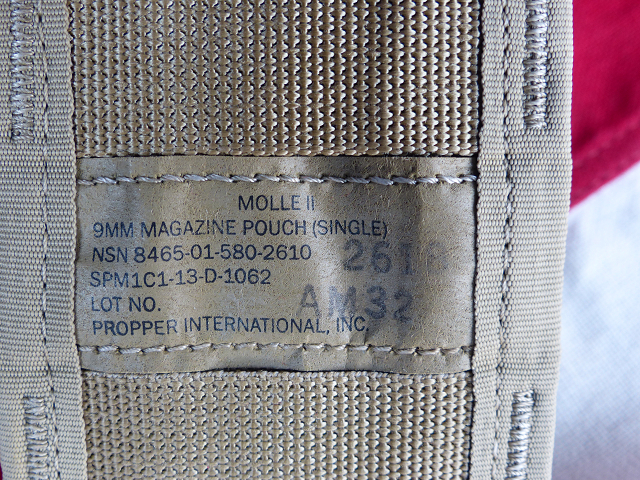 MOLLE II
9MM MAGAZINE POUCH (SINGLE)
NSN 8465-01-580-2610
SPM1C1-13-D-1062
LOT NO.
AM32
PROPPER INTERNATIONAL, INC.